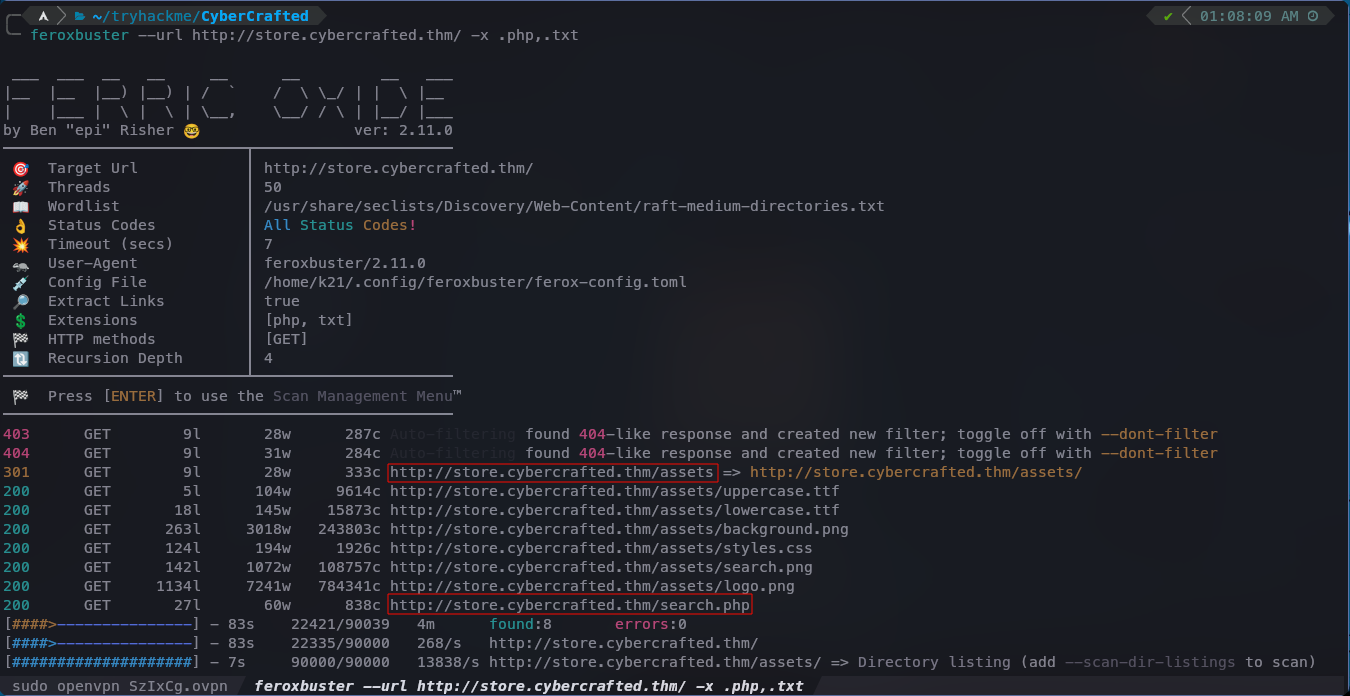 ~/tryhackme/CyberCrafted ✔ 01:08:09 AM
feroxbuster --url http://store.cybercrafted.thm/ -x .php,.txt
FERRIC OXIDE
by Ben "epi" Risher 🤓 ver: 2.11.0
🎯 Target Url │ http://store.cybercrafted.thm/
🚀 Threads │ 50
📖 Wordlist │ /usr/share/seclists/Discovery/Web-Content/raft-medium-directories.txt
👌 Status Codes │ All Status Codes!
💥 Timeout (secs) │ 7
🦡 User-Agent │ feroxbuster/2.11.0
💉 Config File │ /home/k21/.config/feroxbuster/ferox-config.toml
🔎 Extract Links │ true
💲 Extensions │ [php, txt]
🏁 HTTP methods │ [GET]
🔃 Recursion Depth │ 4
🏁 Press [ENTER] to use the Scan Management Menu™
403 GET 9l 28w 287c Auto-filtering found 404-like response and created new filter; toggle off with --dont-filter
404 GET 9l 31w 284c Auto-filtering found 404-like response and created new filter; toggle off with --dont-filter
301 GET 9l 28w 333c http://store.cybercrafted.thm/assets => http://store.cybercrafted.thm/assets/
200 GET 5l 104w 9614c http://store.cybercrafted.thm/assets/uppercase.ttf
200 GET 18l 145w 15873c http://store.cybercrafted.thm/assets/lowercase.ttf
200 GET 263l 3018w 243803c http://store.cybercrafted.thm/assets/background.png
200 GET 124l 194w 1926c http://store.cybercrafted.thm/assets/styles.css
200 GET 142l 1072w 108757c http://store.cybercrafted.thm/assets/search.png
200 GET 1134l 7241w 784341c http://store.cybercrafted.thm/assets/logo.png
200 GET 27l 60w 838c http://store.cybercrafted.thm/search.php
[####>---------------] - 83s 22421/90039 4m found:8 errors:0
[####>---------------] - 83s 22335/90000 268/s http://store.cybercrafted.thm/
[####################] - 7s 90000/90000 13838/s http://store.cybercrafted.thm/assets/ => Directory listing (add --scan-dir-listings to scan)
sudo openvpn SzIxCg.ovpn feroxbuster --url http://store.cybercrafted.thm/ -x .php,.txt